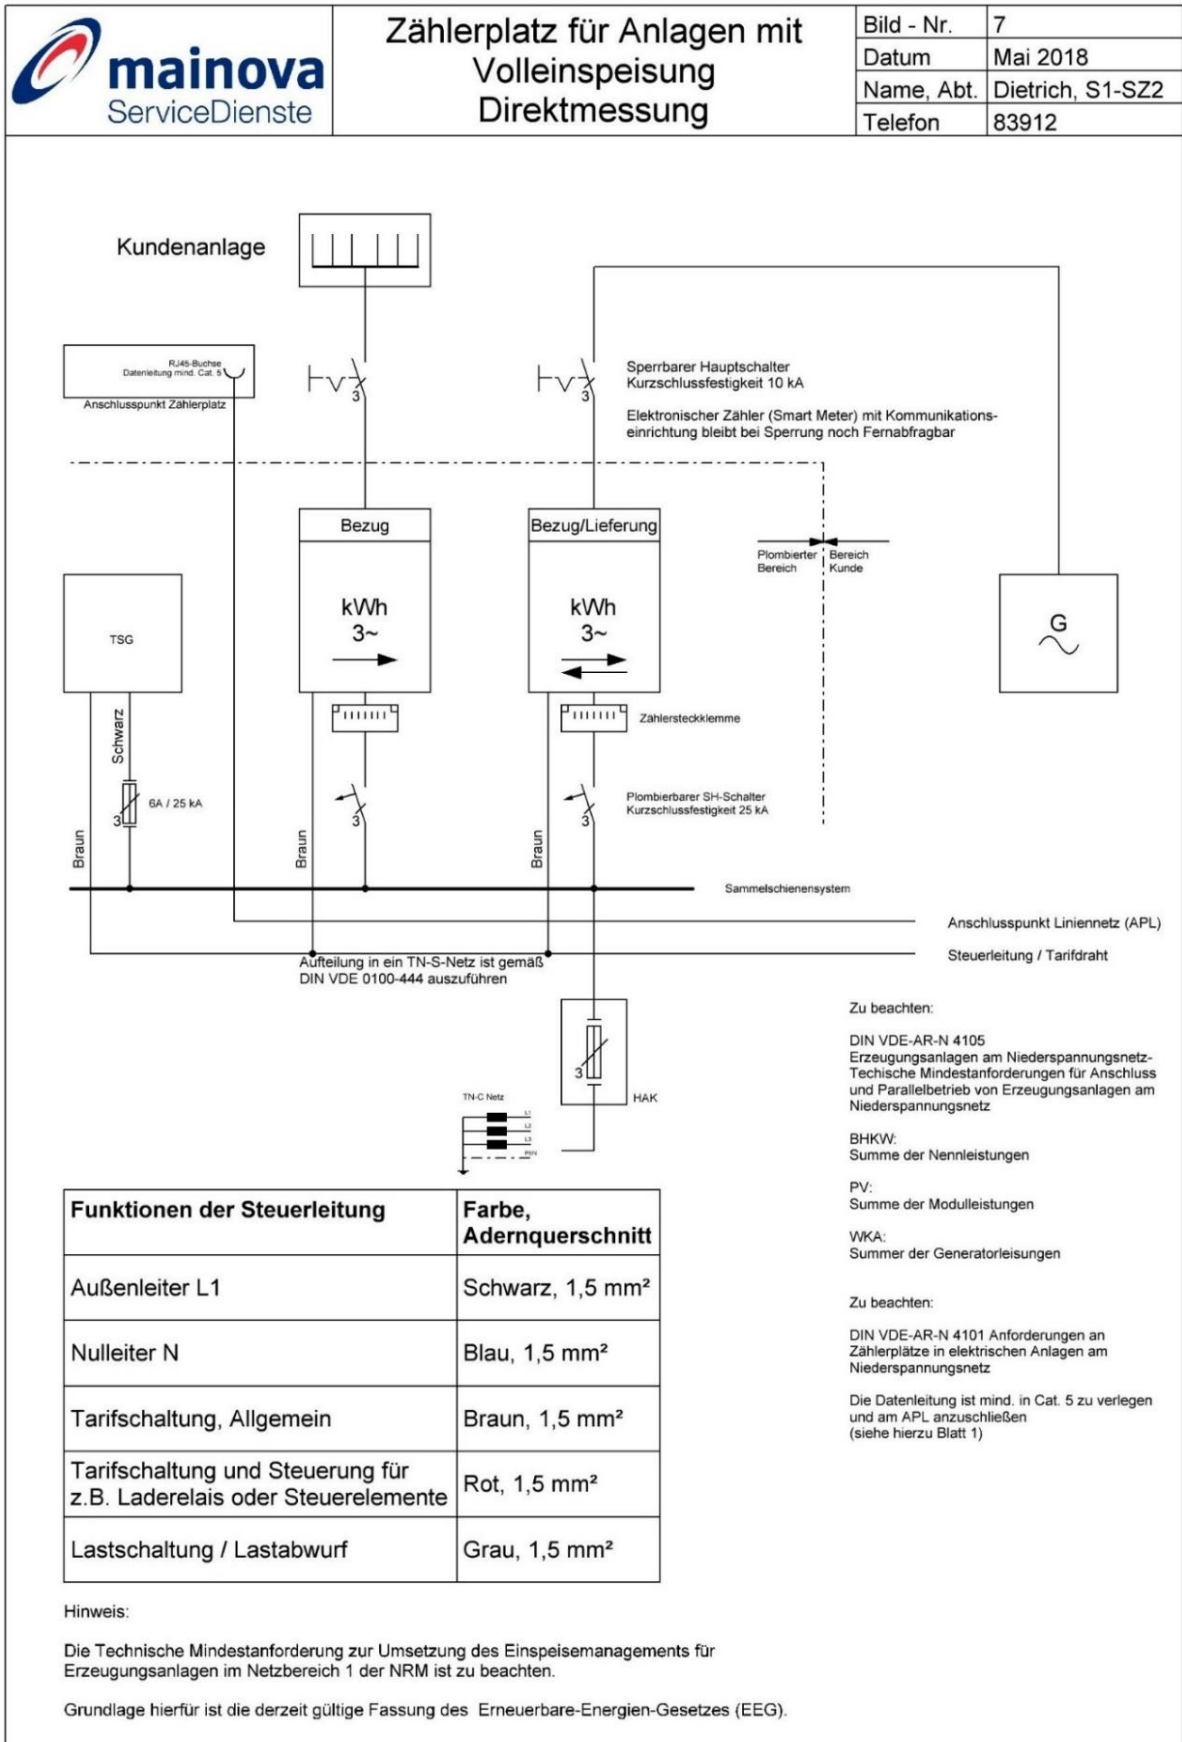 mainova
ServiceDienste
Zählerplatz für Anlagen mit
Volleinspeisung
Direktmessung
Bild - Nr. 7
Datum Mai 2018
Name, Abt. Dietrich, S1-SZ2
Telefon 83912
Kundenanlage
RJ45-Buchse
Datenleitung mind. Cat. 5
Anschlusspunkt Zählerplatz
3
3
Sperrbarer Hauptschalter
Kurzschlussfestigkeit 10 kA
Elektronischer Zähler (Smart Meter) mit Kommunikations-
einrichtung bleibt bei Sperrung noch Fernabfragbar
Bezug
Bezug/Lieferung
Plombierter
Bereich
Bereich
Kunde
kWh
3~
kWh
3~
TSG
G
Zählersteckklemme
Schwarz
6A / 25 kA
3
3
3
Plombierbarer SH-Schalter
Kurzschlussfestigkeit 25 kA
Braun
Braun
Braun
Sammelschienensystem
Anschlusspunkt Liniennetz (APL)
Steuerleitung / Tarifdraht
Aufteilung in ein TN-S-Netz ist gemäß
DIN VDE 0100-444 auszuführen
3
HAK
TN-C Netz
L1
L2
L3
PEN
Zu beachten:
DIN VDE-AR-N 4105
Erzeugungsanlagen am Niederspannungsnetz-
Techische Mindestanforderungen für Anschluss
und Parallelbetrieb von Erzeugungsanlagen am
Niederspannungsnetz
BHKW:
Summe der Nennleistungen
PV:
Summe der Modulleistungen
WKA:
Summer der Generatorleisungen
Zu beachten:
DIN VDE-AR-N 4101 Anforderungen an
Zählerplätze in elektrischen Anlagen am
Niederspannungsnetz
Die Datenleitung ist mind. in Cat. 5 zu verlegen
und am APL anzuschließen
(siehe hierzu Blatt 1)
Funktionen der Steuerleitung
Farbe,
Adernquerschnitt
Außenleiter L1 Schwarz, 1,5 mm²
Nulleiter N Blau, 1,5 mm²
Tarifschaltung, Allgemein Braun, 1,5 mm²
Tarifschaltung und Steuerung für
z.B. Laderelais oder Steuerelemente
Rot, 1,5 mm²
Lastschaltung / Lastabwurf Grau, 1,5 mm²
Hinweis:
Die Technische Mindestanforderung zur Umsetzung des Einspeisemanagements für
Erzeugungsanlagen im Netzbereich 1 der NRM ist zu beachten.
Grundlage hierfür ist die derzeit gültige Fassung des Erneuerbare-Energien-Gesetzes (EEG).